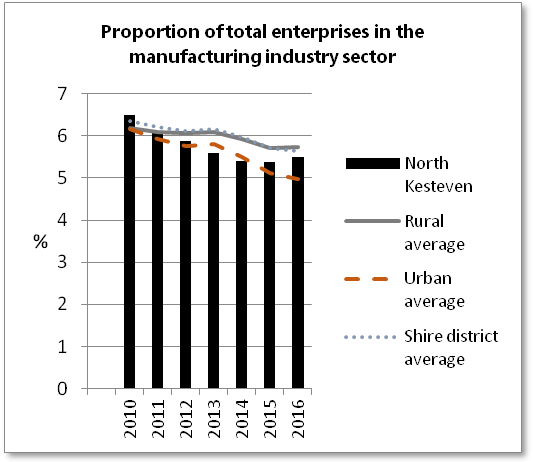 Proportion of total enterprises in the
manufacturing industry sector
7
6
5
4
3
2
1
0
%
2010
2011
2012
2013
2014
2015
2016
North
Kesteven
Rural
average
Urban
average
Shire district
average